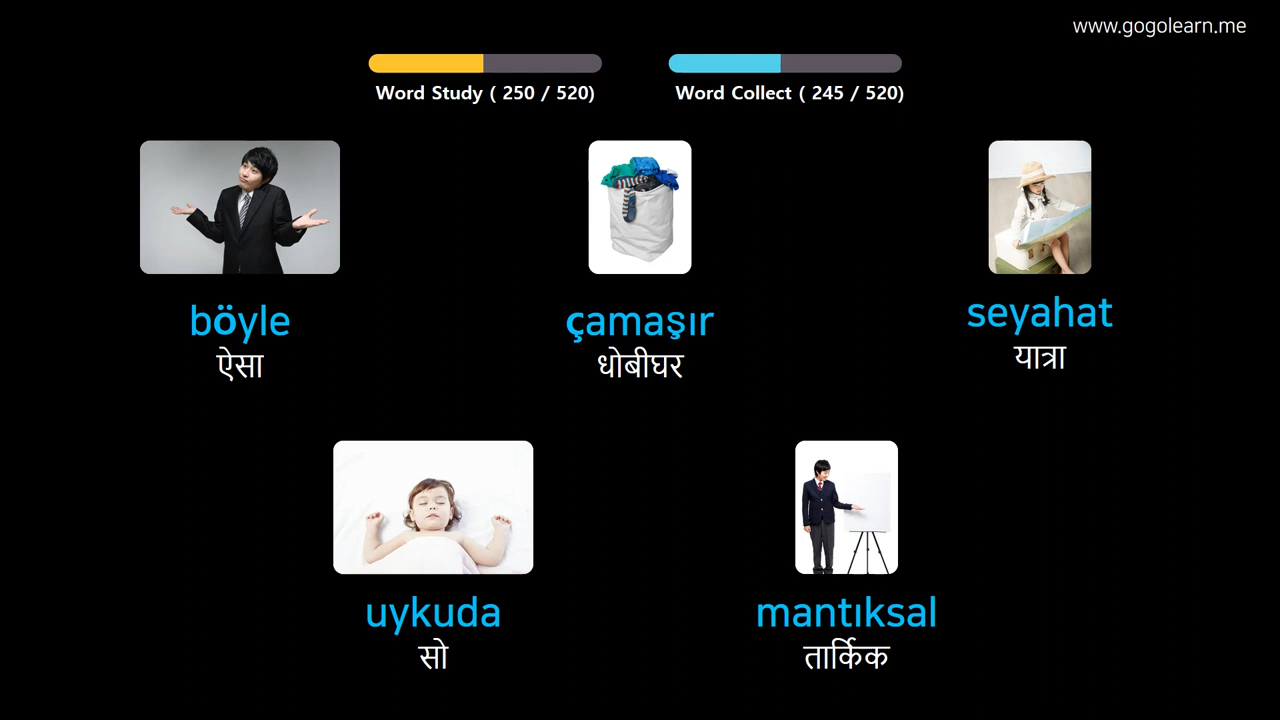 www.gogolearn.me
Word Study ( 250 / 520)
Word Collect ( 245 / 520)
böyle
ऐसा
çamaşır
धोबीघर
seyahat
यात्रा
uykuda
सो
mantıksal
तार्किक